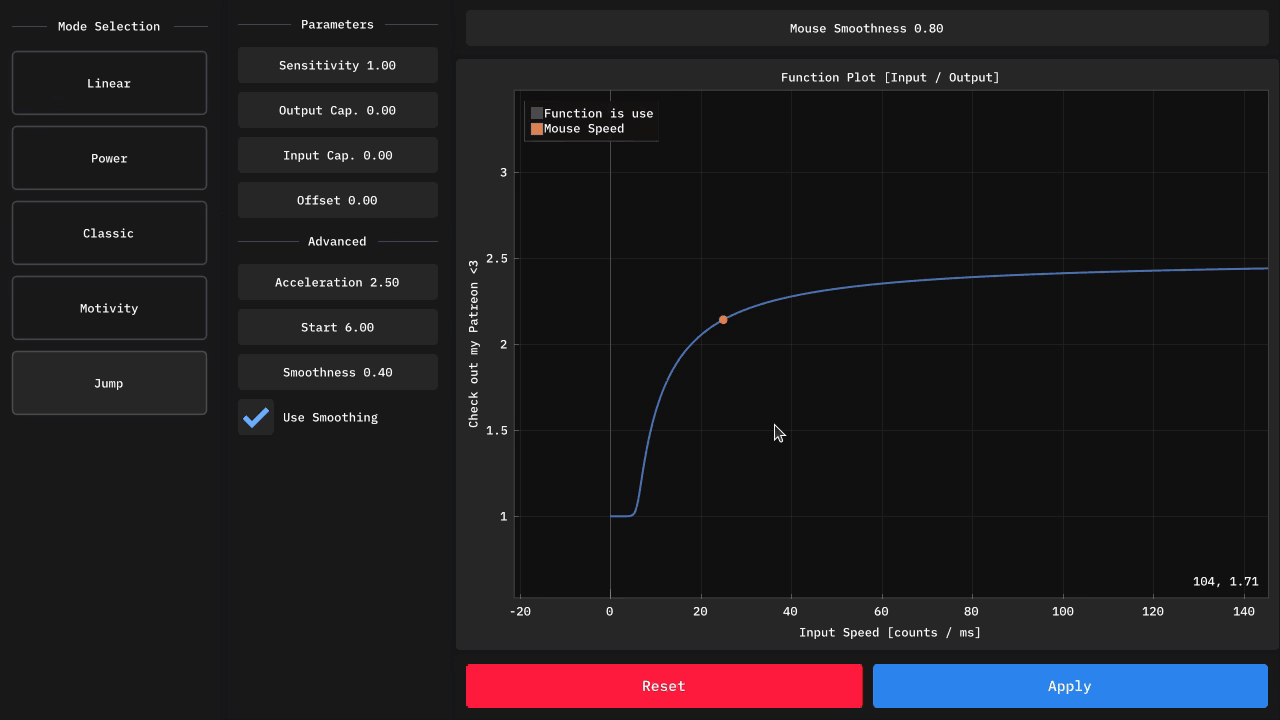 Mode Selection
Linear
Power
Classic
Motivity
Jump
Parameters
Sensitivity 1.00
Output Cap. 0.00
Input Cap. 0.00
Offset 0.00
Advanced
Acceleration 2.50
Start 6.00
Smoothness 0.40
Use Smoothing
Mouse Smoothness 0.80
Function Plot [Input / Output]
Function is use
Mouse Speed
Check out my Patreon <3
3
2.5
2
1.5
1
104, 1.71
-20 0 20 40 60 80 100 120 140
Input Speed [counts / ms]
Reset
Apply